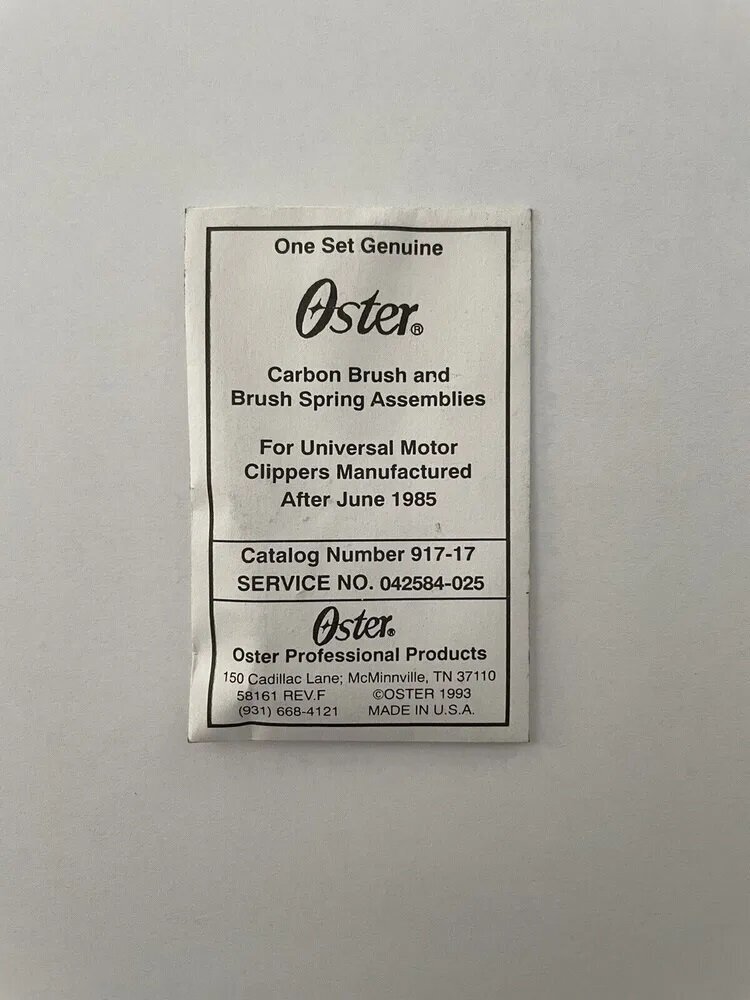 One Set Genuine
Oster®
Carbon Brush and
Brush Spring Assemblies
For Universal Motor
Clippers Manufactured
After June 1985
Catalog Number 917-17
SERVICE NO. 042584-025
Oster®
Oster Professional Products
150 Cadillac Lane; McMinnville, TN 37110
58161 REV.F ©OSTER 1993
(931) 668-4121 MADE IN U.S.A.